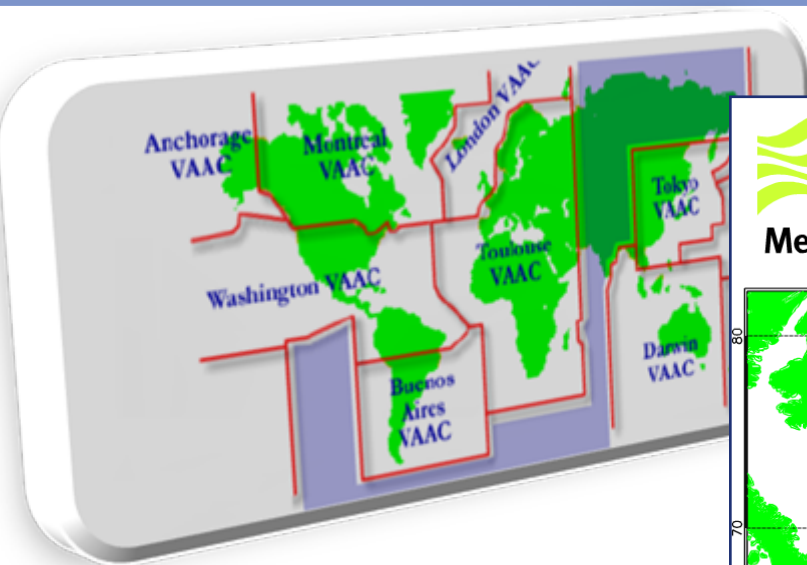 Anchorage
VAAC
Montreal
VAAC
London VAAC
Tokyo
VAAC
Toulouse
VAAC
Washington VAAC
Darwin
VAAC
Buenos
Aires
VAAC
Me
80
70